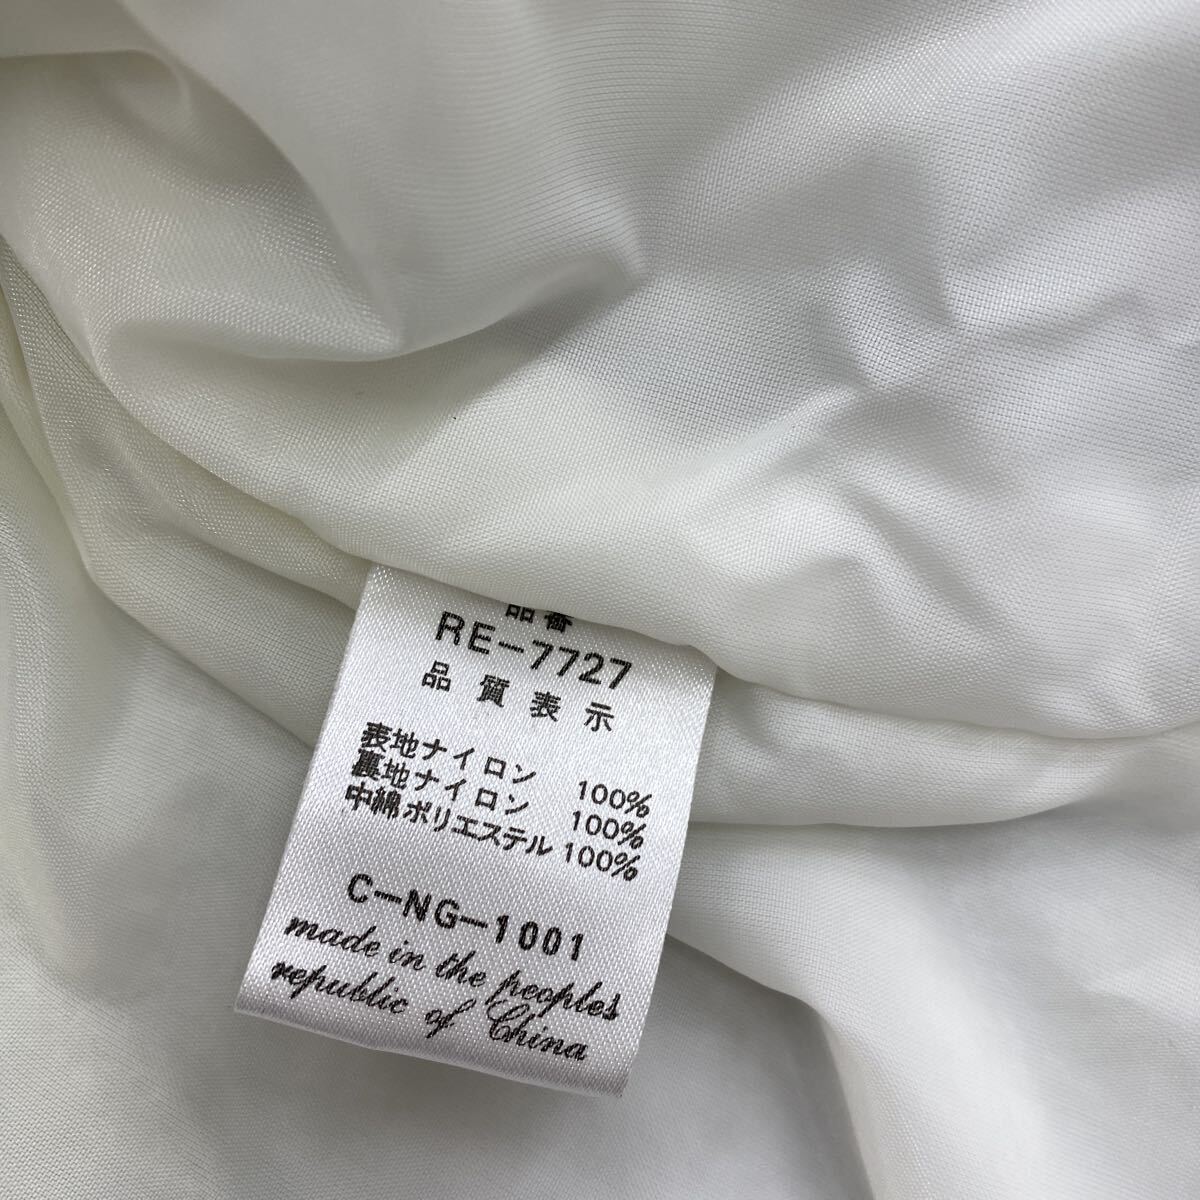 品番
RE-7727
品質表示
表地ナイロン 100%
裏地ナイロン 100%
中綿ポリエステル 100%
C-NG-1001
made in the peoples
republic of China